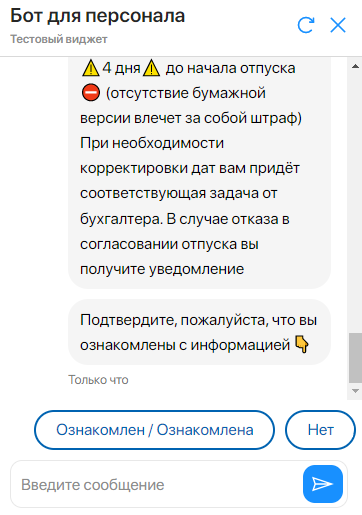 Бот для персонала
Тестовый виджет
⚠️4 дня⚠️ до начала отпуска
⛔ (отсутствие бумажной
версии влечет за собой штраф)
При необходимости
корректировки дат вам придёт
соответствующая задача от
бухгалтера. В случае отказа в
согласовании отпуска вы
получите уведомление
Подтвердите, пожалуйста, что вы
ознакомлены с информацией 👇
Только что
Ознакомлен / Ознакомлена
Нет
Введите сообщение